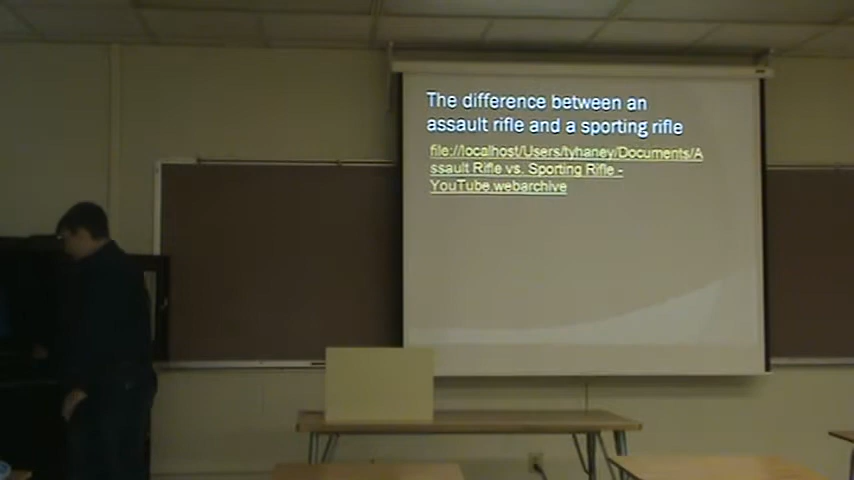 The difference between an
assault rifle and a sporting rifle
file://localhost/Users/tyhaney/Documents/A
ssault Rifle vs. Sporting Rifle -
YouTube.webarchive